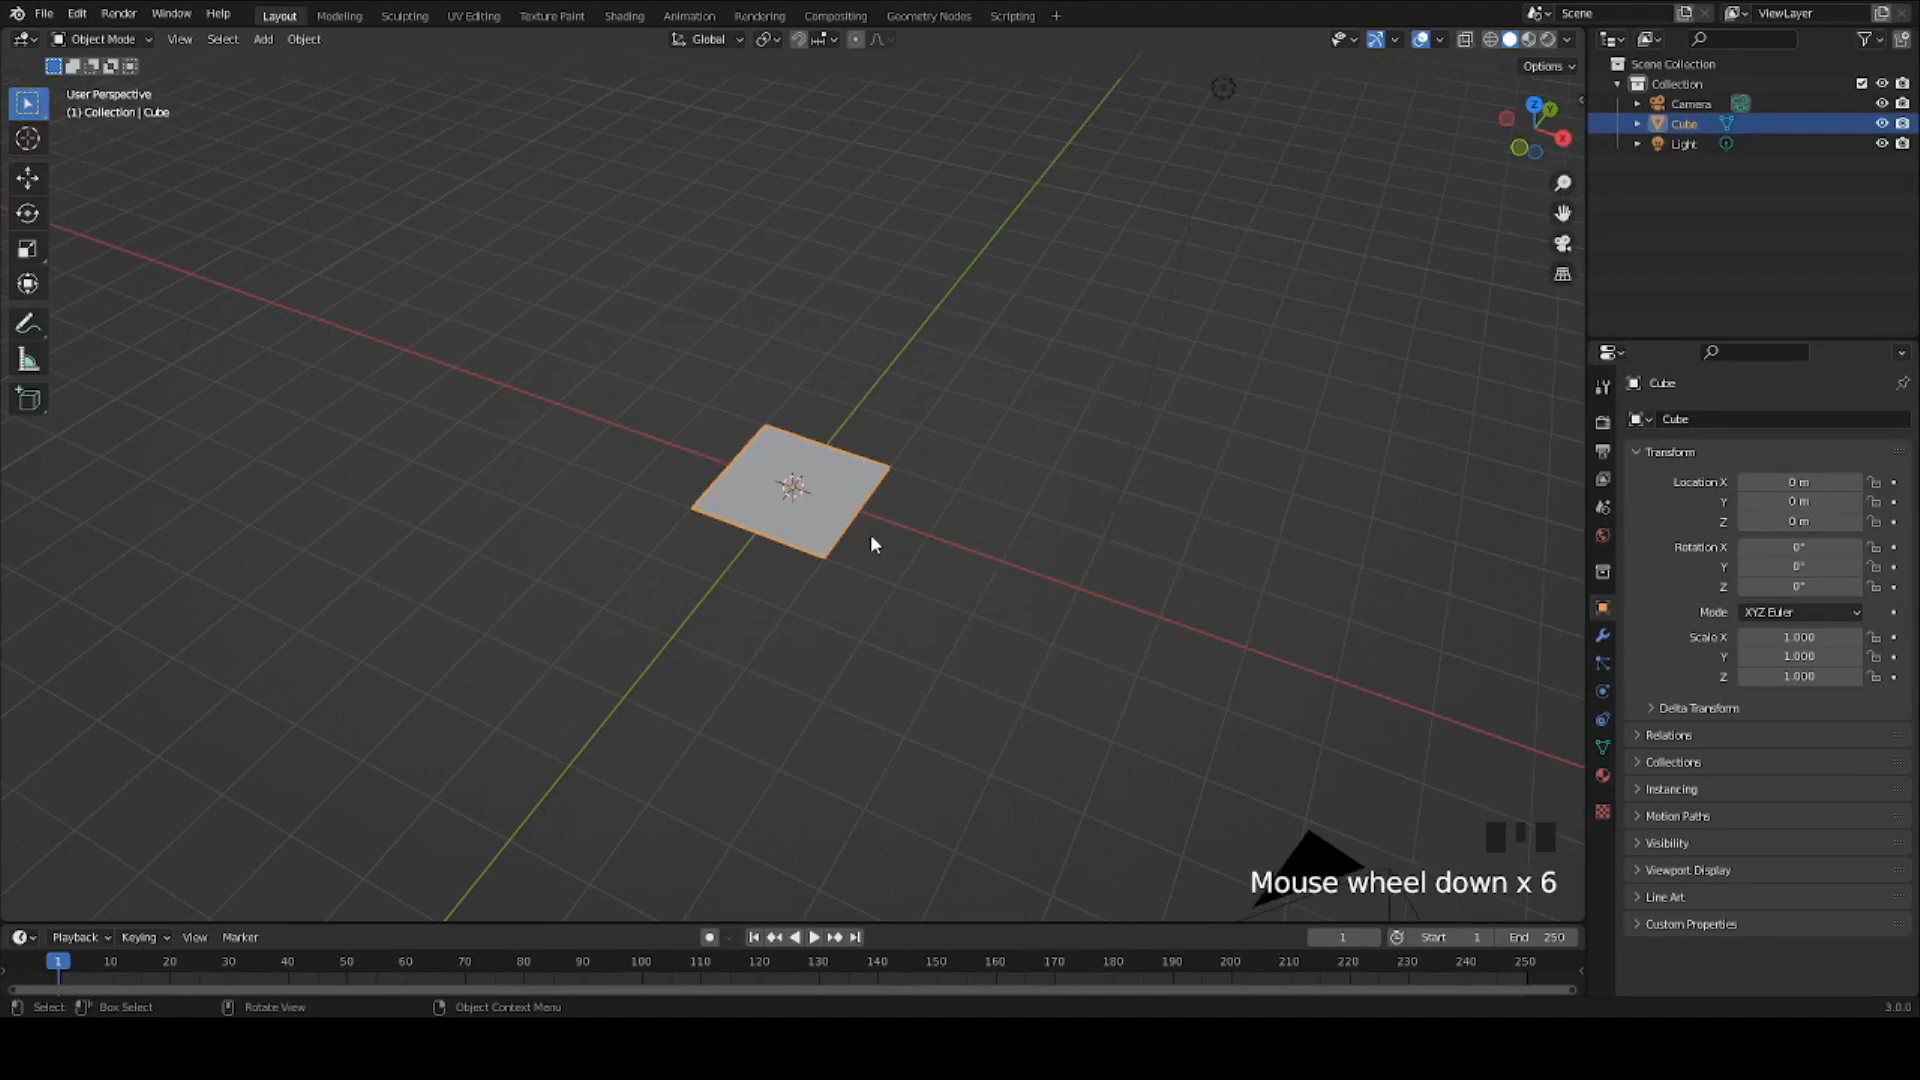 File Edit Render Window Help Layout Modeling Sculpting UV Editing Texture Paint Shading Animation Rendering Compositing Geometry Nodes Scripting + Scene ViewLayer
Object Mode View Select Add Object Global
Options
User Perspective
(1) Collection | Cube
Z
Y
X
Scene Collection
Collection
Camera
Cube
Light
Cube
Cube
Transform
Location X 0 m
Y 0 m
Z 0 m
Rotation X 0°
Y 0°
Z 0°
Mode XYZ Euler
Scale X 1.000
Y 1.000
Z 1.000
Delta Transform
Relations
Collections
Instancing
Motion Paths
Visibility
Viewport Display
Line Art
Custom Properties
Mouse wheel down x 6
Playback Keying View Marker 1 Start 1 End 250
1 10 20 30 40 50 60 70 80 90 100 110 120 130 140 150 160 170 180 190 200 210 220 230 240 250
Select Box Select Rotate View Object Context Menu 3.0.0